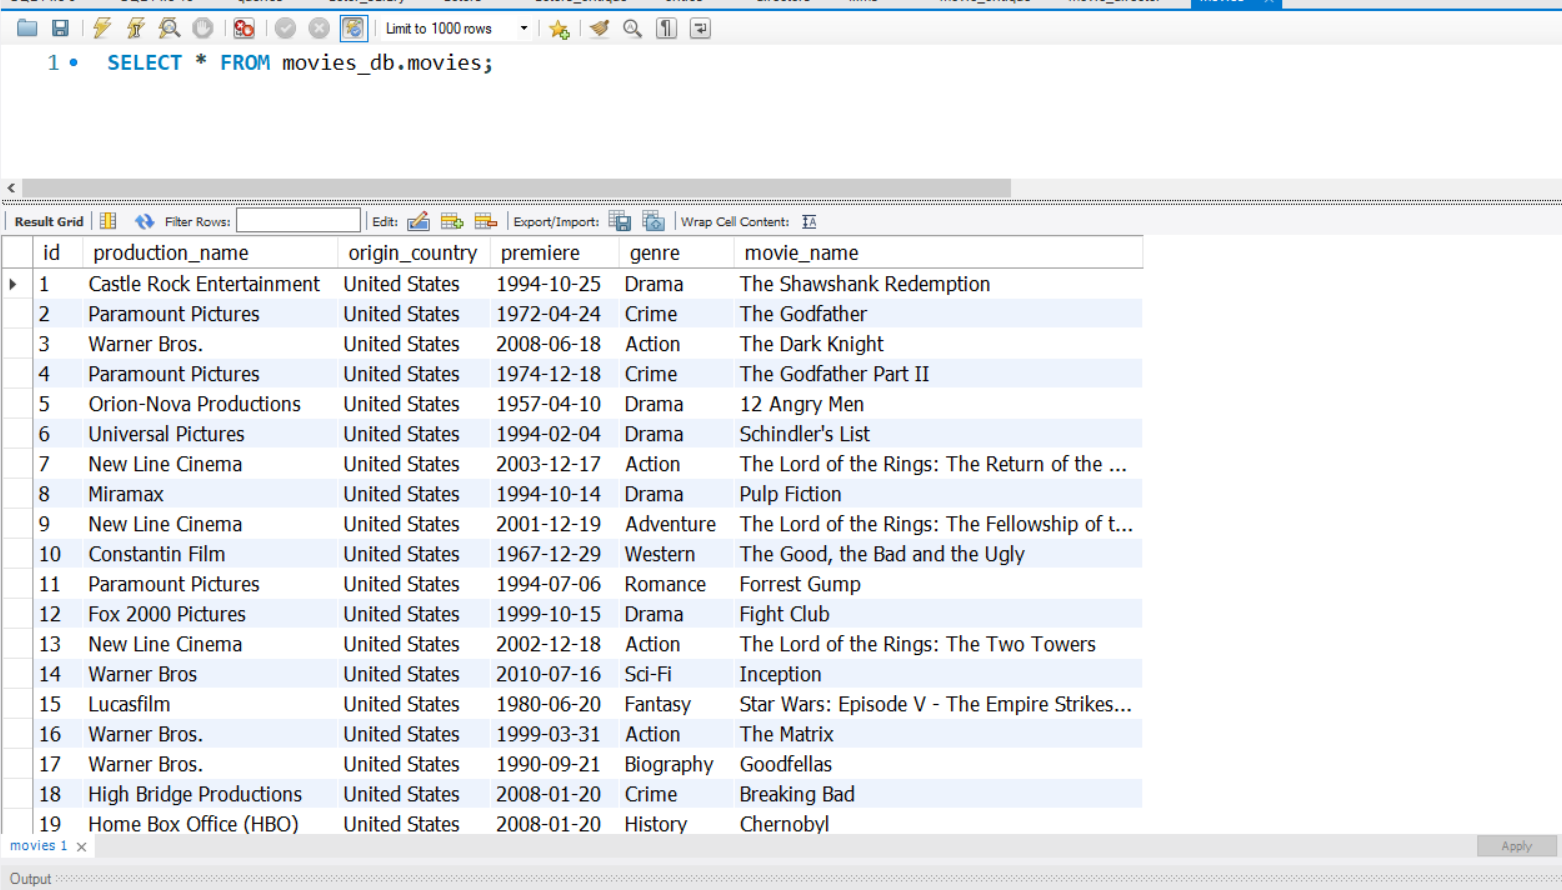 Limit to 1000 rows
1 SELECT * FROM movies_db.movies;
Result Grid Filter Rows: Edit: Export/Import: Wrap Cell Content:
id production_name origin_country premiere genre movie_name
1 Castle Rock Entertainment United States 1994-10-25 Drama The Shawshank Redemption
2 Paramount Pictures United States 1972-04-24 Crime The Godfather
3 Warner Bros. United States 2008-06-18 Action The Dark Knight
4 Paramount Pictures United States 1974-12-18 Crime The Godfather Part II
5 Orion-Nova Productions United States 1957-04-10 Drama 12 Angry Men
6 Universal Pictures United States 1994-02-04 Drama Schindler's List
7 New Line Cinema United States 2003-12-17 Action The Lord of the Rings: The Return of the ...
8 Miramax United States 1994-10-14 Drama Pulp Fiction
9 New Line Cinema United States 2001-12-19 Adventure The Lord of the Rings: The Fellowship of t...
10 Constantin Film United States 1967-12-29 Western The Good, the Bad and the Ugly
11 Paramount Pictures United States 1994-07-06 Romance Forrest Gump
12 Fox 2000 Pictures United States 1999-10-15 Drama Fight Club
13 New Line Cinema United States 2002-12-18 Action The Lord of the Rings: The Two Towers
14 Warner Bros United States 2010-07-16 Sci-Fi Inception
15 Lucasfilm United States 1980-06-20 Fantasy Star Wars: Episode V - The Empire Strikes...
16 Warner Bros. United States 1999-03-31 Action The Matrix
17 Warner Bros. United States 1990-09-21 Biography Goodfellas
18 High Bridge Productions United States 2008-01-20 Crime Breaking Bad
19 Home Box Office (HBO) United States 2008-01-20 History Chernobyl
movies 1 Apply
Output